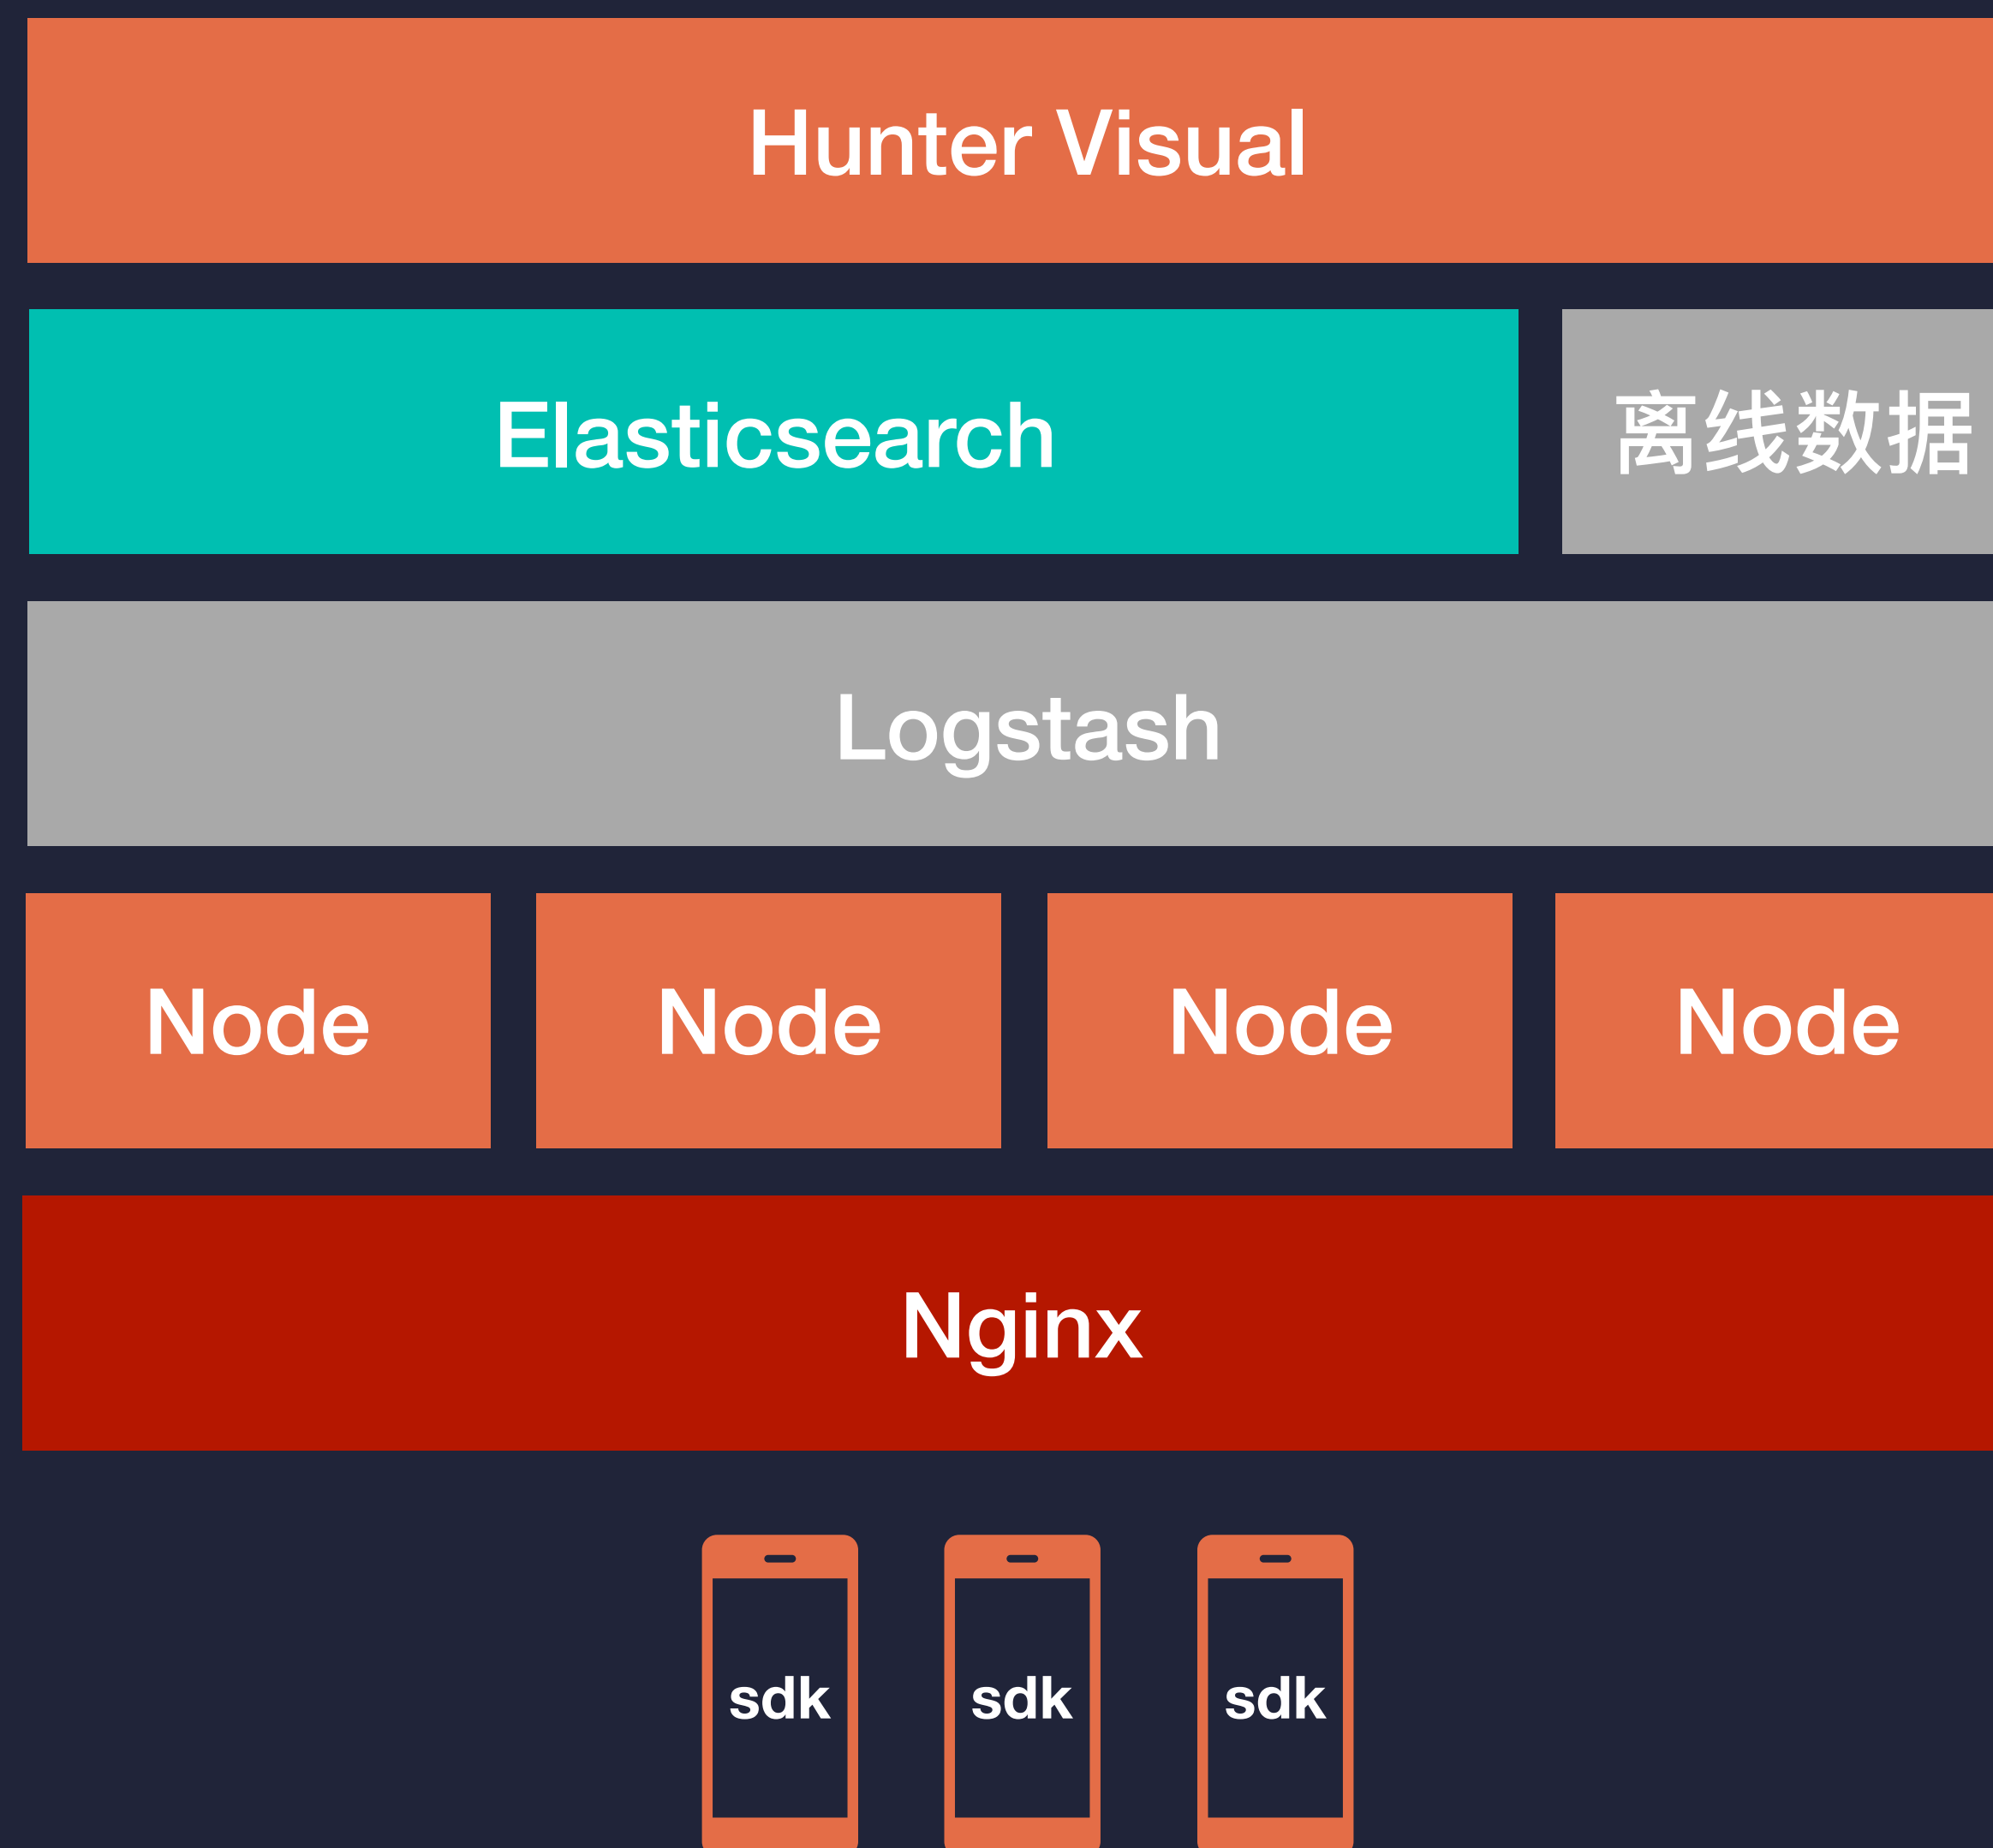 Hunter Visual
Elasticsearch
离线数据
Logstash
Node
Node
Node
Node
Nginx
sdk
sdk
sdk